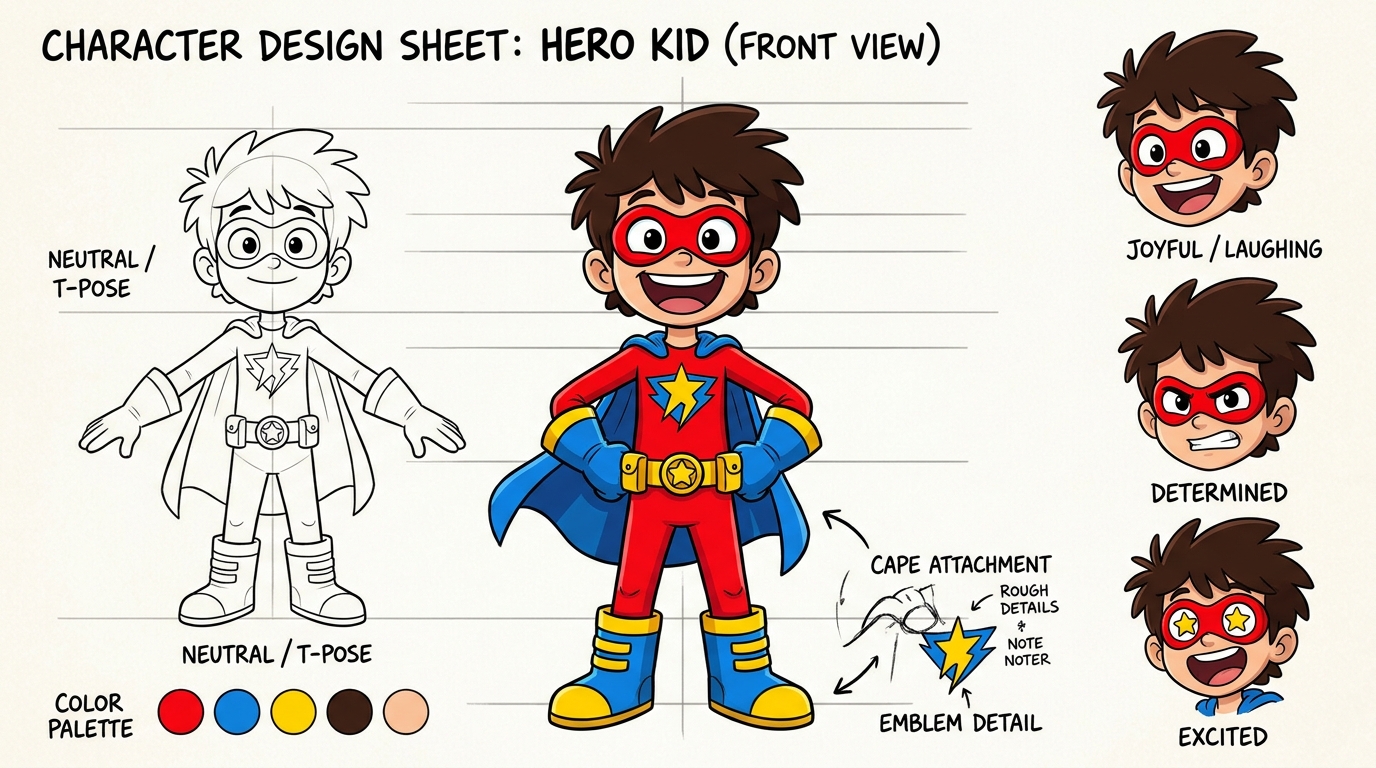 CHARACTER DESIGN SHEET: HERO KID (FRONT VIEW)
NEUTRAL /
T-POSE
NEUTRAL / T-POSE
COLOR
PALETTE
CAPE ATTACHMENT
ROUGH
DETAILS
&
NOTE
NOTER
EMBLEM DETAIL
JOYFUL / LAUGHING
DETERMINED
EXCITED